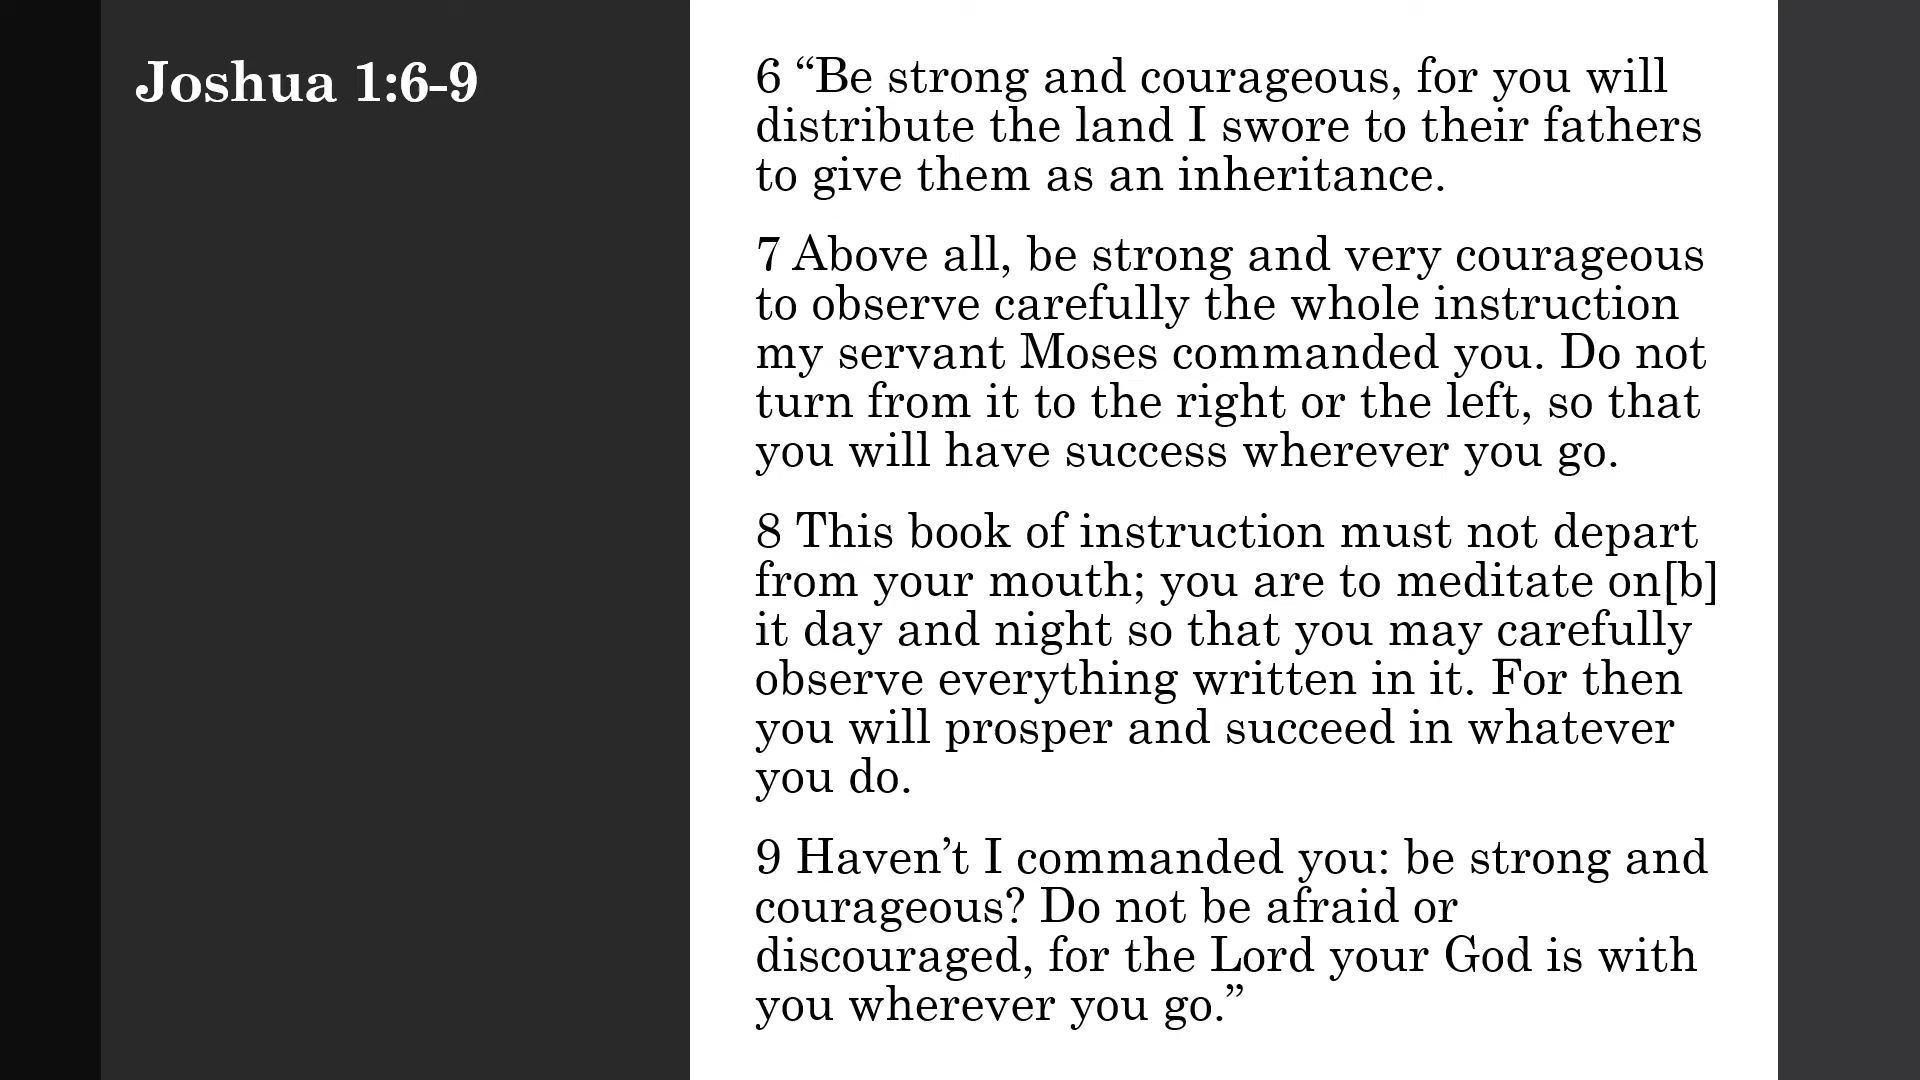 Joshua 1:6-9
6 “Be strong and courageous, for you will
distribute the land I swore to their fathers
to give them as an inheritance.
7 Above all, be strong and very courageous
to observe carefully the whole instruction
my servant Moses commanded you. Do not
turn from it to the right or the left, so that
you will have success wherever you go.
8 This book of instruction must not depart
from your mouth; you are to meditate on[b]
it day and night so that you may carefully
observe everything written in it. For then
you will prosper and succeed in whatever
you do.
9 Haven’t I commanded you: be strong and
courageous? Do not be afraid or
discouraged, for the Lord your God is with
you wherever you go.”